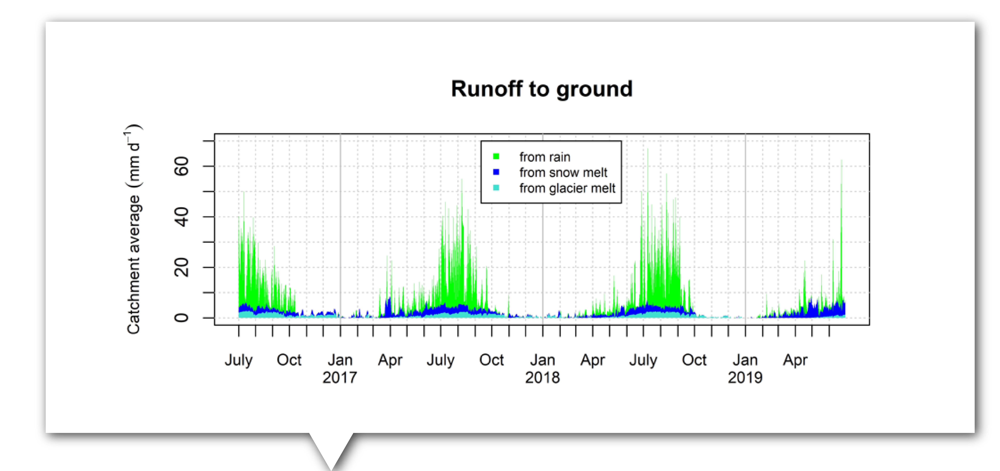 Runoff to ground
Catchment average (mm d⁻¹)
60
40
20
0
from rain
from snow melt
from glacier melt
July Oct Jan Apr July Oct Jan Apr July Oct Jan Apr
2017 2018 2019